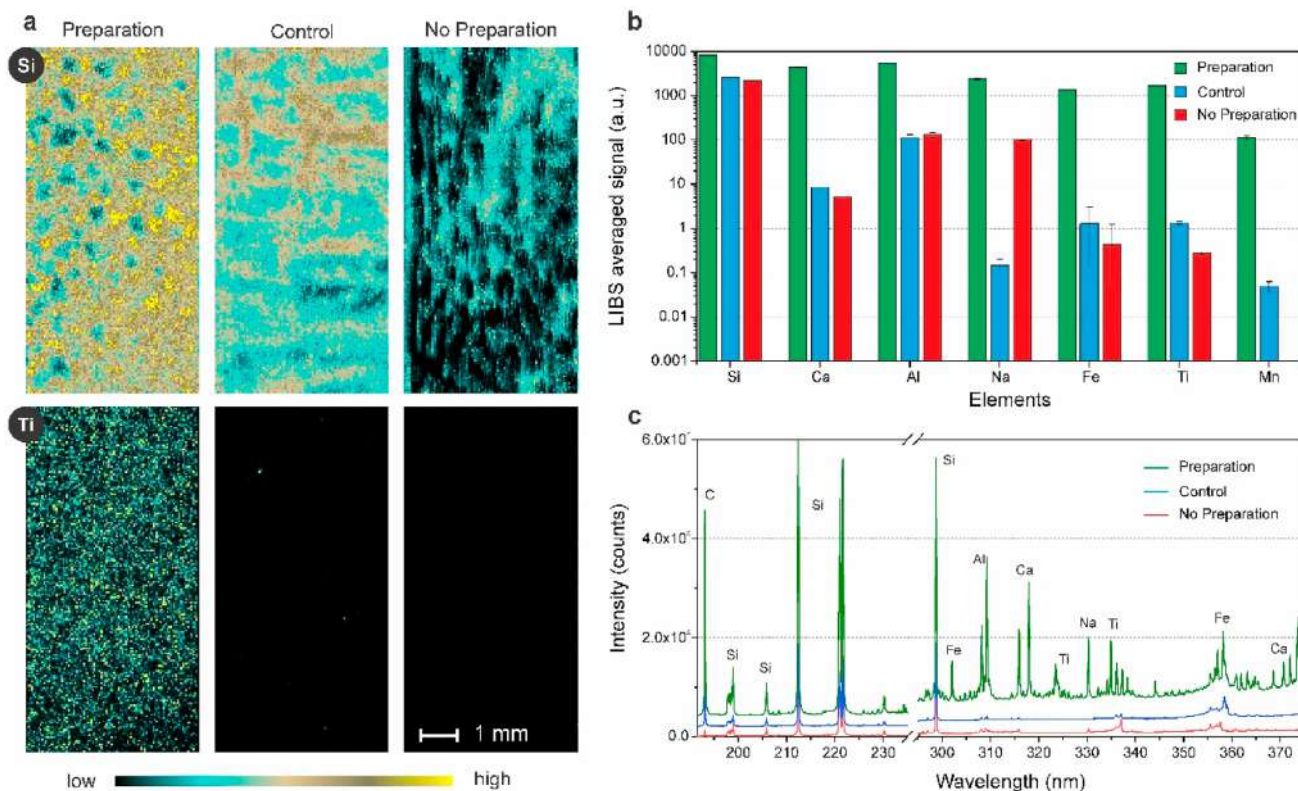 a
Preparation Control No Preparation
Si
Ti
1 mm
low high
b
LIBS averaged signal (a.u.)
10000
1000
100
10
1
0.1
0.01
0.001
Preparation
Control
No Preparation
Si Ca Al Na Fe Ti Mn
Elements
c
Intensity (counts)
4.0x10
2.0x10
0.0
C
Si
Si
Si
Si
Fe
Al
Ca
Ti
Na
Ti
Fe
Ca
Preparation
Control
No Preparation
200 210 220 230 300 310 320 330 340 350 360 370
Wavelength (nm)